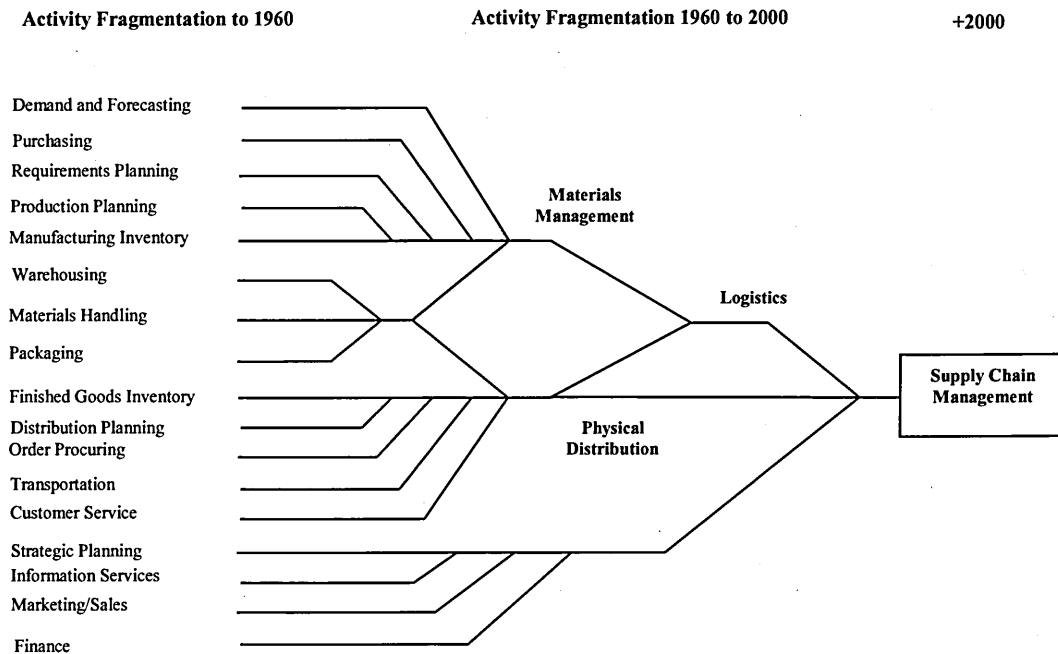 Activity Fragmentation to 1960
Activity Fragmentation 1960 to 2000
+2000
Demand and Forecasting
Purchasing
Requirements Planning
Production Planning
Manufacturing Inventory
Warehousing
Materials Handling
Packaging
Finished Goods Inventory
Distribution Planning
Order Procuring
Transportation
Customer Service
Strategic Planning
Information Services
Marketing/Sales
Finance
Materials
Management
Logistics
Physical
Distribution
Supply Chain
Management